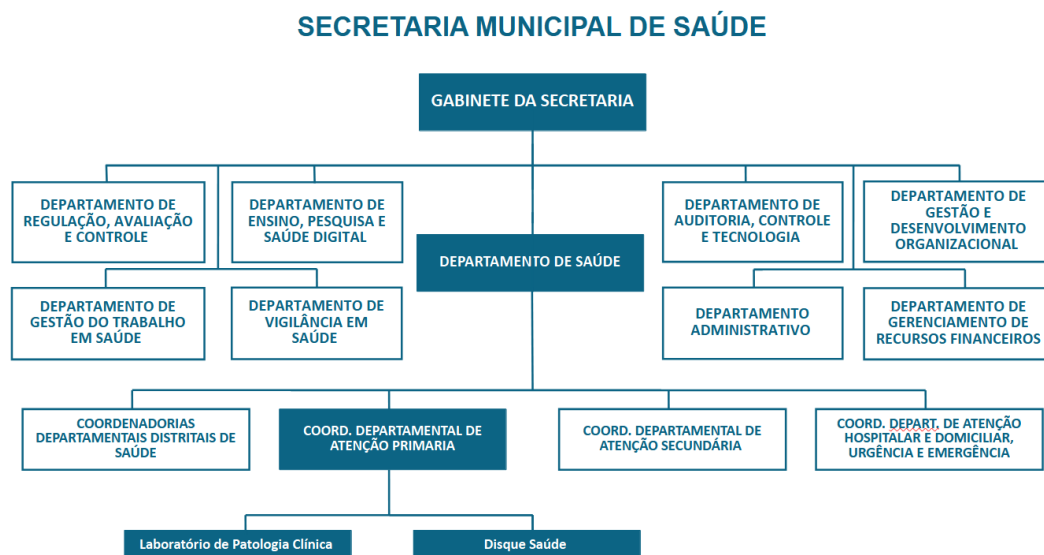 SECRETARIA MUNICIPAL DE SAÚDE
GABINETE DA SECRETARIA
DEPARTAMENTO DE
REGULAÇÃO, AVALIAÇÃO
E CONTROLE
DEPARTAMENTO DE
ENSINO, PESQUISA E
SAÚDE DIGITAL
DEPARTAMENTO DE
AUDITORIA, CONTROLE
E TECNOLOGIA
DEPARTAMENTO DE
GESTÃO E
DESENVOLVIMENTO
ORGANIZACIONAL
DEPARTAMENTO DE SAÚDE
DEPARTAMENTO DE
GESTÃO DO TRABALHO
EM SAÚDE
DEPARTAMENTO DE
VIGILÂNCIA EM
SAÚDE
DEPARTAMENTO
ADMINISTRATIVO
DEPARTAMENTO DE
GERENCIAMENTO DE
RECURSOS FINANCEIROS
COORDENADORIAS
DEPARTAMENTAIS DISTRITAIS DE
SAÚDE
COORD. DEPARTAMENTAL DE
ATENÇÃO PRIMARIA
COORD. DEPARTAMENTAL DE
ATENÇÃO SECUNDÁRIA
COORD. DEPART, DE ATENÇÃO
HOSPITALAR E DOMICILIAR,
URGÊNCIA E EMERGÊNCIA
Laboratório de Patologia Clínica
Disque Saúde